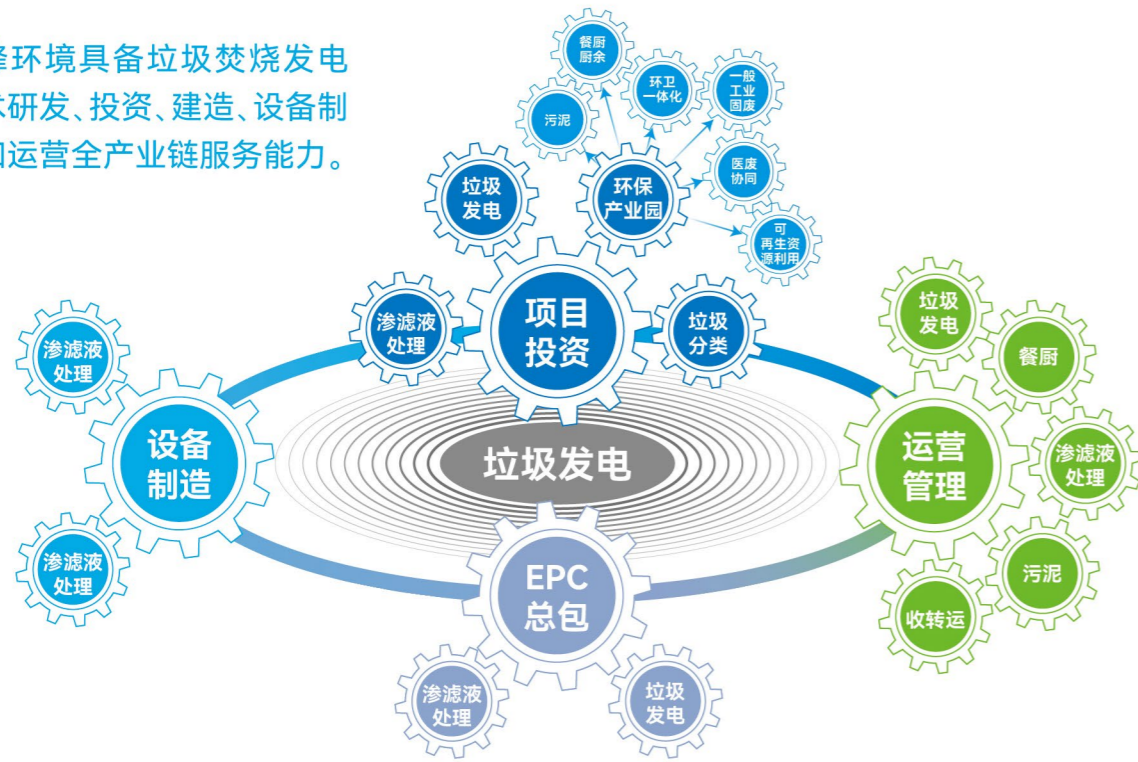 环境具备垃圾焚烧发电
研发、投资、建造、设备制
运营全产业链服务能力。
餐厨
厨余
环卫
一体化
一般
工业
固废
污泥
医废
协同
垃圾
发电
环保
产业园
可
再生资
源利用
渗滤液
处理
项目
投资
垃圾
分类
垃圾
发电
餐厨
渗滤液
处理
设备
制造
垃圾发电
运营
管理
渗滤液
处理
渗滤液
处理
EPC
总包
污泥
收转运
渗滤液
处理
垃圾
发电